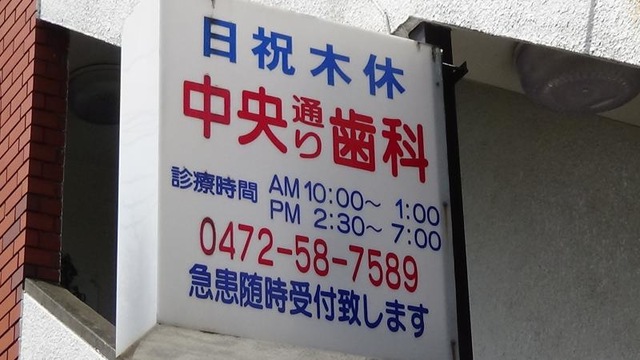 日祝木休
中央通り歯科
診療時間 AM 10:00～ 1:00
PM 2:30～ 7:00
0472-58-7589
急患随時受付致します